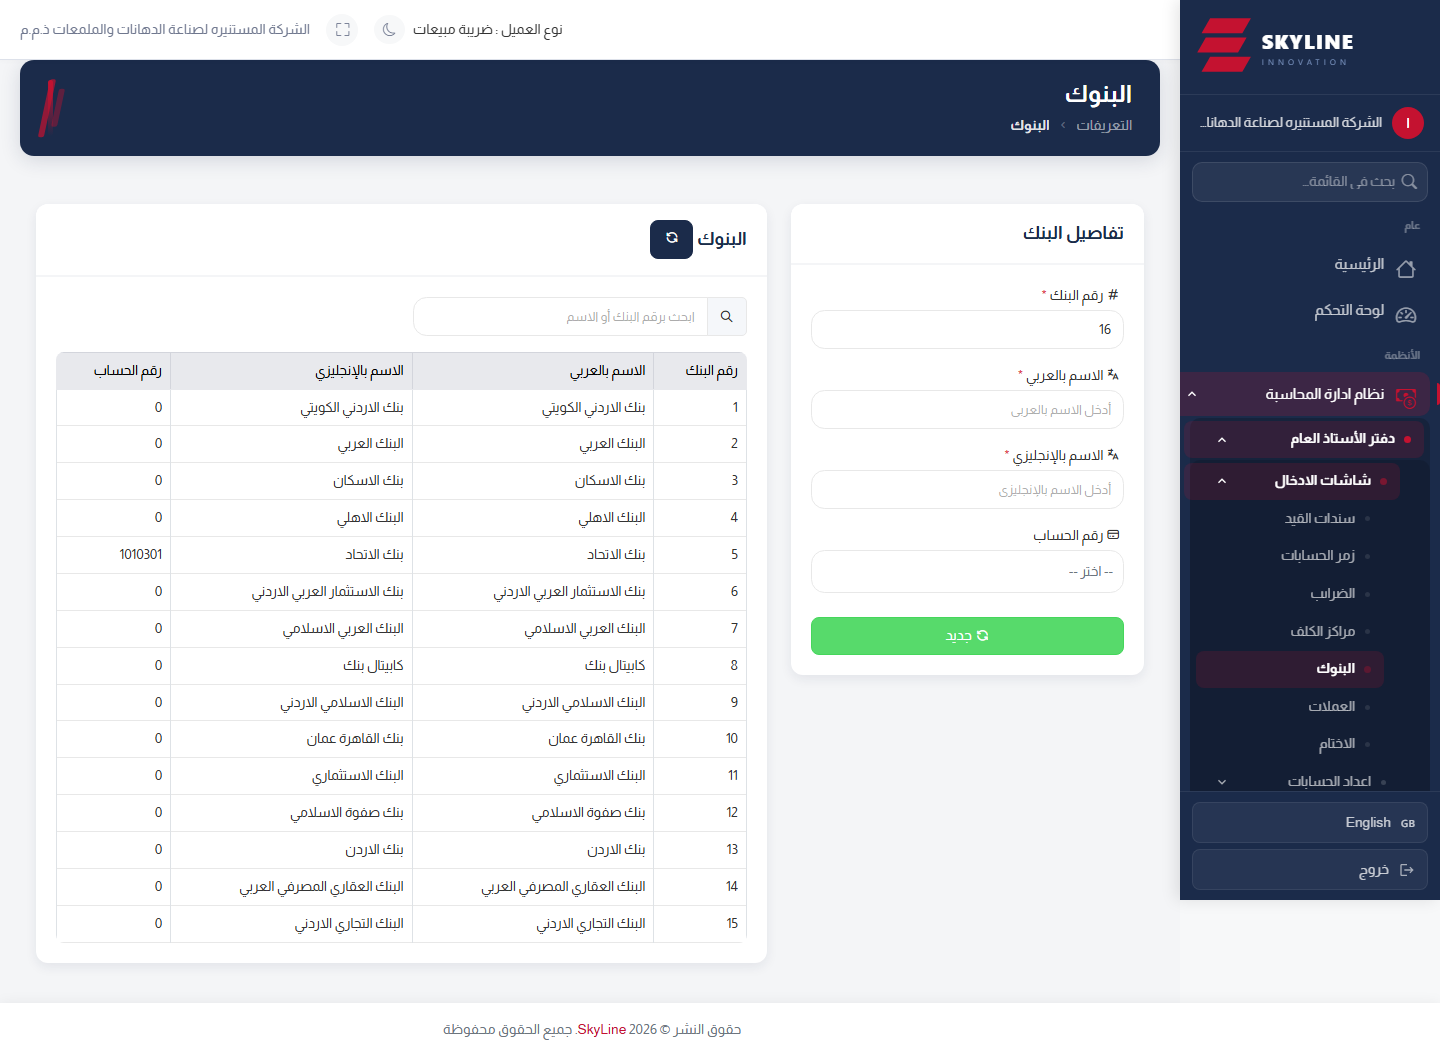 SKYLINE
INNOVATION
الشركة المستنيره لصناعة الدهانا...
بحث في القائمة...
عام
الرئيسية
لوحة التحكم
الأنظمة
نظام ادارة المحاسبة
دفتر الأستاذ العام
شاشات الادخال
سندات القيد
زمر الحسابات
الضرائب
مراكز الكلف
البنوك
العملات
الاختام
اعداد الحسابات
GB English
خروج
نوع العميل : ضريبة مبيعات
الشركة المستنيره لصناعة الدهانات والملمعات ذ.م.م
البنوك
التعريفات › البنوك
تفاصيل البنك
# رقم البنك *
16
الاسم بالعربي *
أدخل الاسم بالعربي
الاسم بالإنجليزي *
أدخل الاسم بالإنجليزي
رقم الحساب
-- اختر --
جديد
البنوك
ابحث برقم البنك أو الاسم
رقم البنك الاسم بالعربي الاسم بالإنجليزي رقم الحساب
1 بنك الاردني الكويتي بنك الاردني الكويتي 0
2 البنك العربي البنك العربي 0
3 بنك الاسكان بنك الاسكان 0
4 البنك الاهلي البنك الاهلي 0
5 بنك الاتحاد بنك الاتحاد 1010301
6 بنك الاستثمار العربي الاردني بنك الاستثمار العربي الاردني 0
7 البنك العربي الاسلامي البنك العربي الاسلامي 0
8 كابيتال بنك كابيتال بنك 0
9 البنك الاسلامي الاردني البنك الاسلامي الاردني 0
10 بنك القاهرة عمان بنك القاهرة عمان 0
11 البنك الاستثماري البنك الاستثماري 0
12 بنك صفوة الاسلامي بنك صفوة الاسلامي 0
13 بنك الاردن بنك الاردن 0
14 البنك العقاري المصرفي العربي البنك العقاري المصرفي العربي 0
15 البنك التجاري الاردني البنك التجاري الاردني 0
حقوق النشر © 2026 SkyLine. جميع الحقوق محفوظة